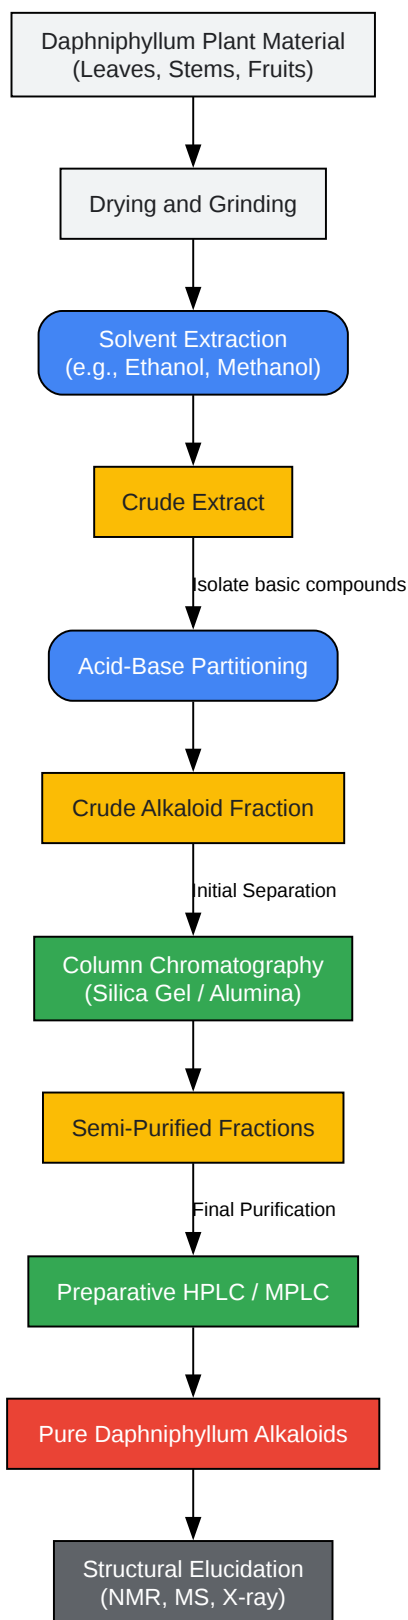 Daphniphyllum Plant Material
(Leaves, Stems, Fruits)
Drying and Grinding
Solvent Extraction
(e.g., Ethanol, Methanol)
Crude Extract
Isolate basic compounds
Acid-Base Partitioning
Crude Alkaloid Fraction
Initial Separation
Column Chromatography
(Silica Gel / Alumina)
Semi-Purified Fractions
Final Purification
Preparative HPLC / MPLC
Pure Daphniphyllum Alkaloids
Structural Elucidation
(NMR, MS, X-ray)